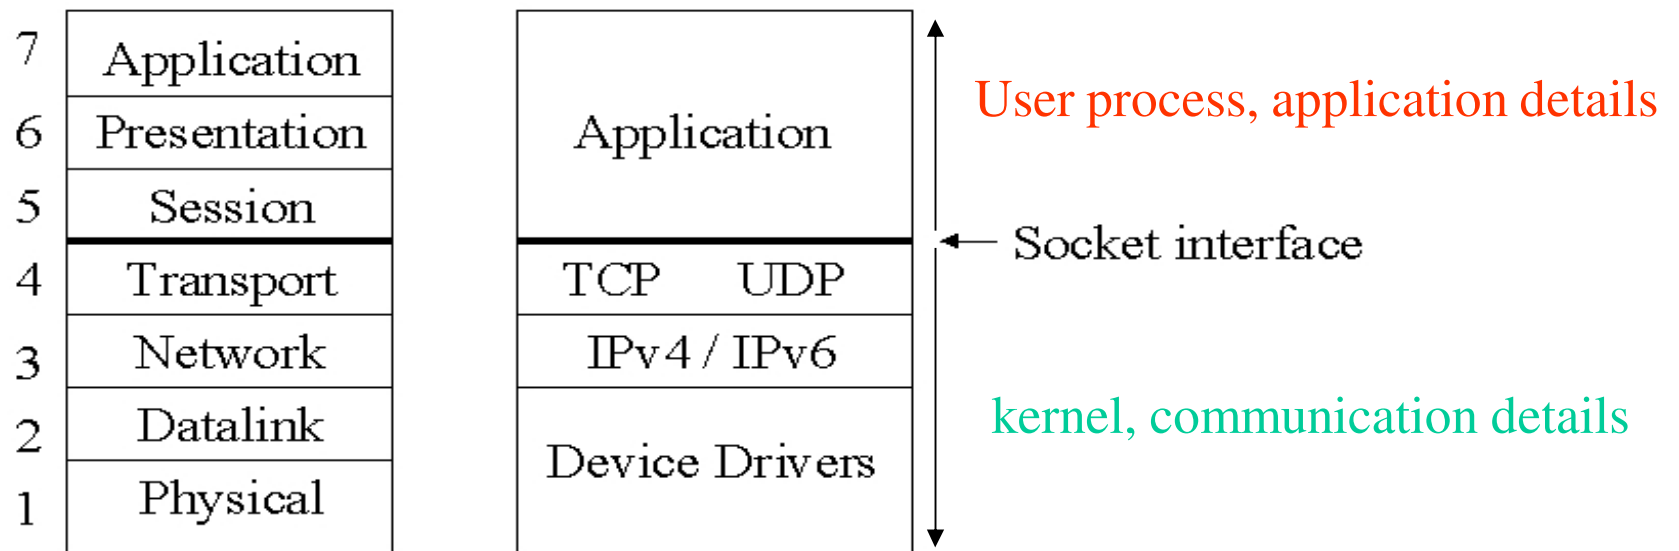 7 Application
6 Presentation
5 Session
4 Transport
3 Network
2 Datalink
1 Physical
Application
TCP UDP
IPv4 / IPv6
Device Drivers
User process, application details
Socket interface
kernel, communication details